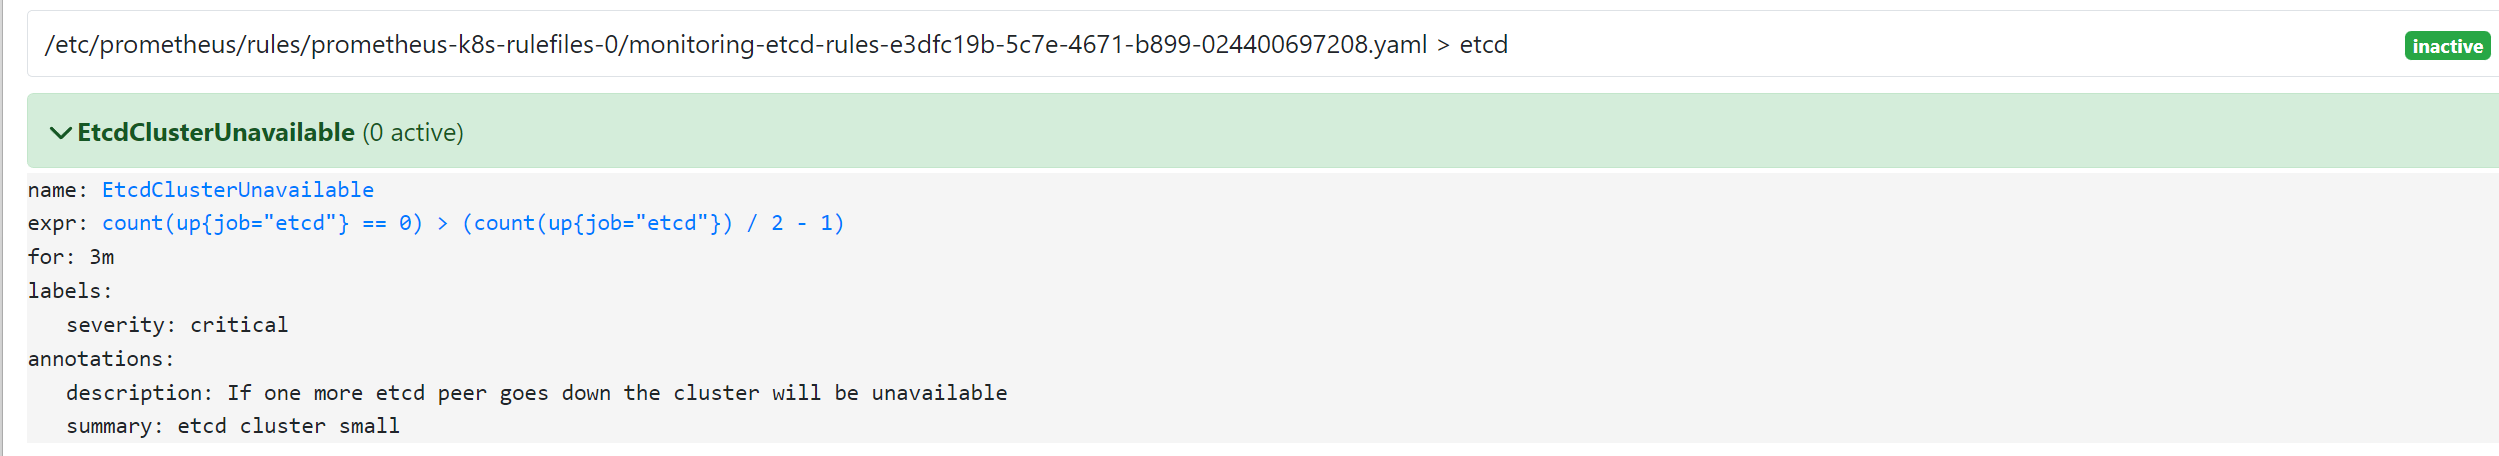 /etc/prometheus/rules/prometheus-k8s-rulefiles-0/monitoring-etcd-rules-e3dfc19b-5c7e-4671-b899-024400697208.yaml > etcd
inactive
EtcdClusterUnavailable (0 active)
name: EtcdClusterUnavailable
expr: count(up{job="etcd"} == 0) > (count(up{job="etcd"}) / 2 - 1)
for: 3m
labels:
severity: critical
annotations:
description: If one more etcd peer goes down the cluster will be unavailable
summary: etcd cluster small